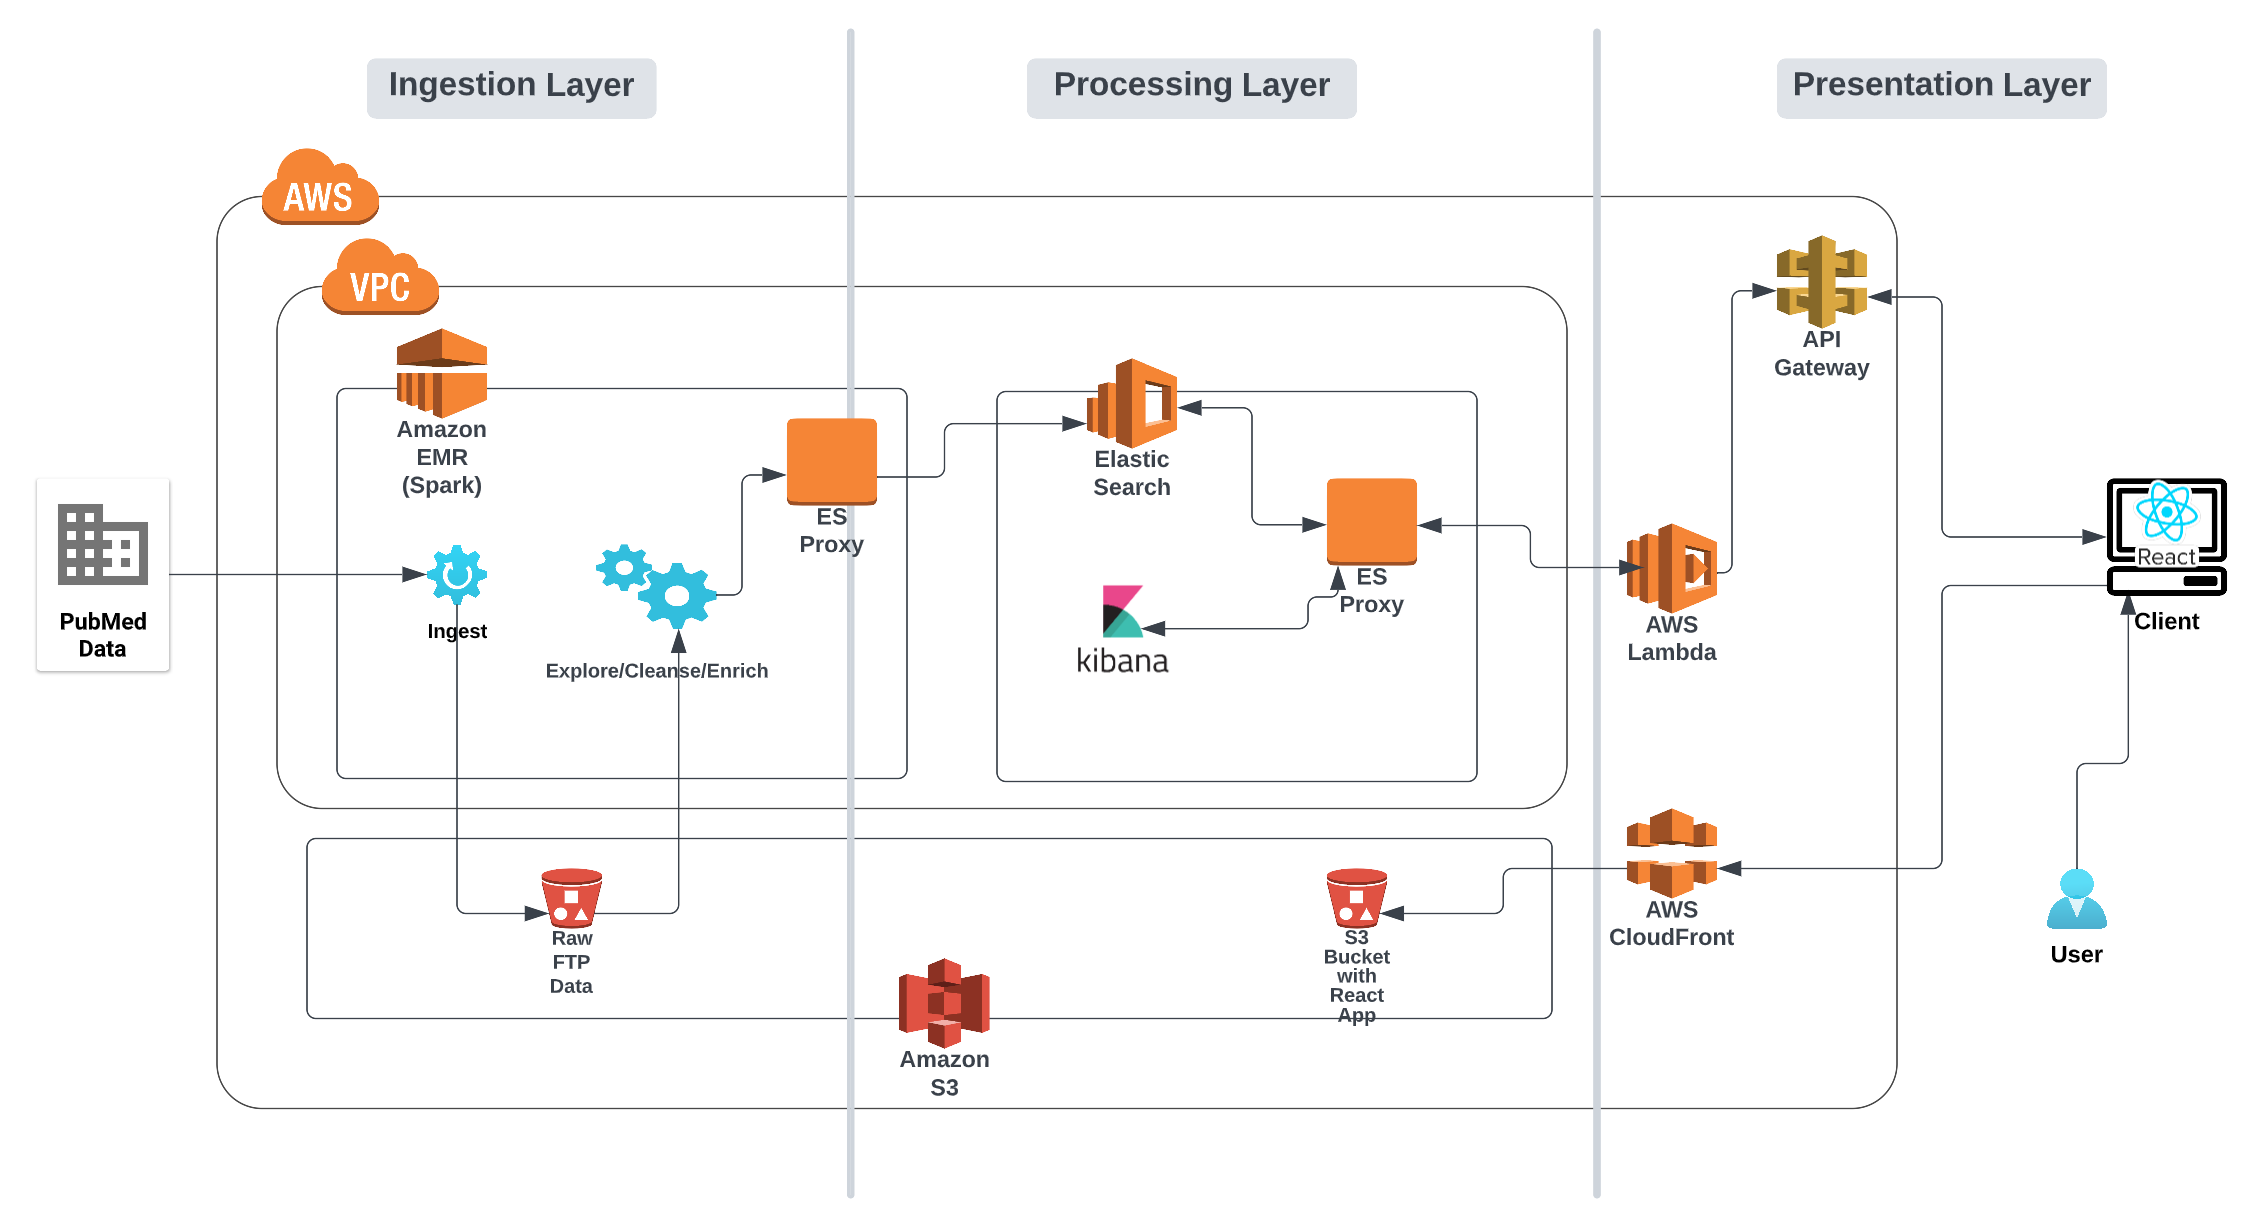 Ingestion Layer
Processing Layer
Presentation Layer
AWS
VPC
Amazon
EMR
(Spark)
PubMed
Data
Ingest
Explore/Cleanse/Enrich
ES
Proxy
Elastic
Search
ES
Proxy
kibana
AWS
Lambda
API
Gateway
React
Client
Raw
FTP
Data
Amazon
S3
S3
Bucket
with
React
App
AWS
CloudFront
User